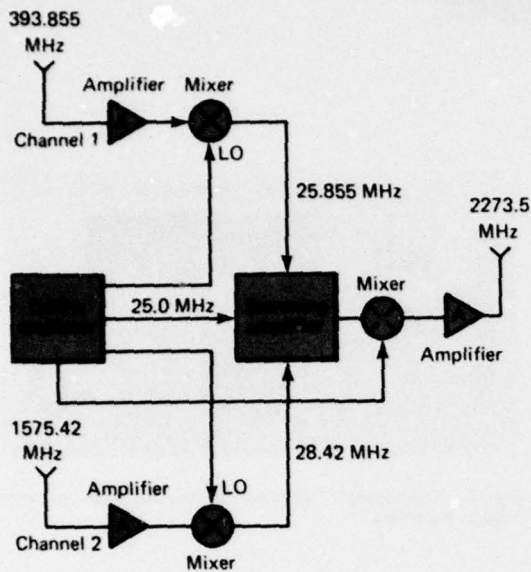 393.855
MHz
Amplifier
Mixer
Channel 1
LO
25.855 MHz
2273.5
MHz
25.0 MHz
Mixer
Amplifier
1575.42
MHz
28.42 MHz
Amplifier
LO
Channel 2
Mixer